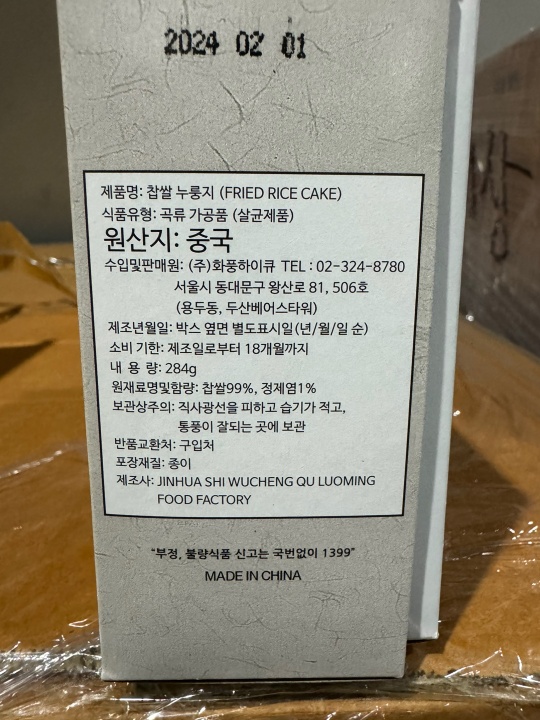 2024 02 01
제품명: 찹쌀 누룽지 (FRIED RICE CAKE)
식품유형: 곡류 가공품 (살균제품)
원산지: 중국
수입및판매원: (주)화풍하이큐 TEL : 02-324-8780
서울시 동대문구 왕산로 81, 506호
(용두동, 두산베어스타워)
제조년월일: 박스 옆면 별도표시일(년/월/일 순)
소비 기한: 제조일로부터 18개월까지
내 용 량: 284g
원재료명및함량: 찹쌀99%, 정제염1%
보관상주의: 직사광선을 피하고 습기가 적고,
통풍이 잘되는 곳에 보관
반품교환처: 구입처
포장재질: 종이
제조사: JINHUA SHI WUCHENG QU LUOMING
FOOD FACTORY
"부정, 불량식품 신고는 국번없이 1399"
MADE IN CHINA